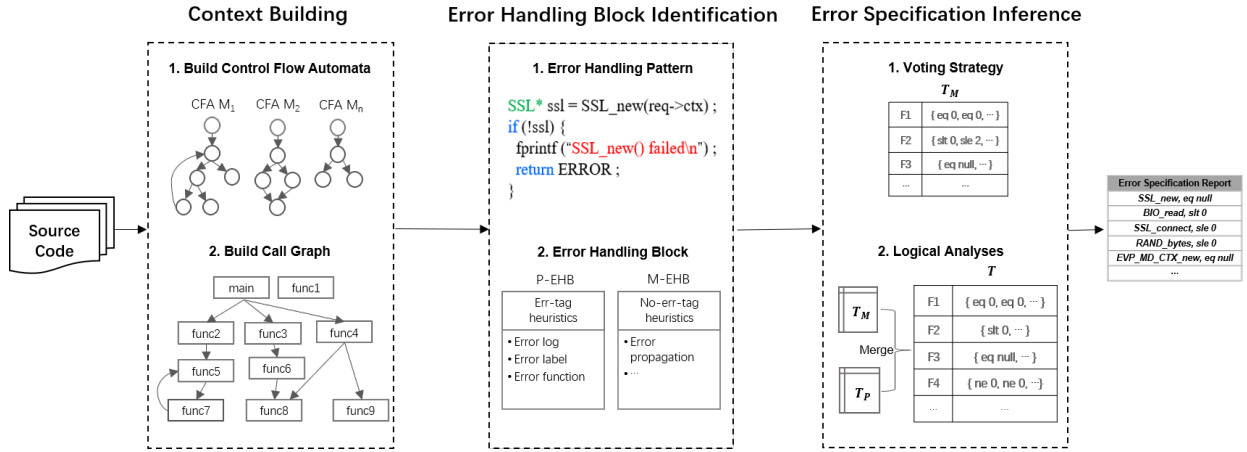 Context Building
Error Handling Block Identification
Error Specification Inference
Source
Code
1. Build Control Flow Automata
CFA M1
CFA M2
CFA Mn
2. Build Call Graph
main
func1
func2
func3
func4
func5
func6
func7
func8
func9
1. Error Handling Pattern
SSL* ssl = SSL_new(req->ctx) ;
if (!ssl) {
fprintf (“SSL_new() failed\n”) ;
return ERROR ;
}
2. Error Handling Block
P-EHB
M-EHB
Err-tag
heuristics
• Error log
• Error label
• Error function
No-err-tag
heuristics
• Error
propagation
• ...
1. Voting Strategy
TM
F1 { eq 0, eq 0, ··· }
F2 { slt 0, sle 2, ··· }
F3 { eq null, ··· }
... ...
2. Logical Analyses
T
TM
Merge
TP
F1 { eq 0, eq 0, ··· }
F2 { slt 0, ··· }
F3 { eq null, ··· }
F4 { ne 0, ne 0, ···}
... ...
Error Specification Report
SSL_new, eq null
BIO_read, slt 0
SSL_connect, sle 0
RAND_bytes, sle 0
EVP_MD_CTX_new, eq null
...